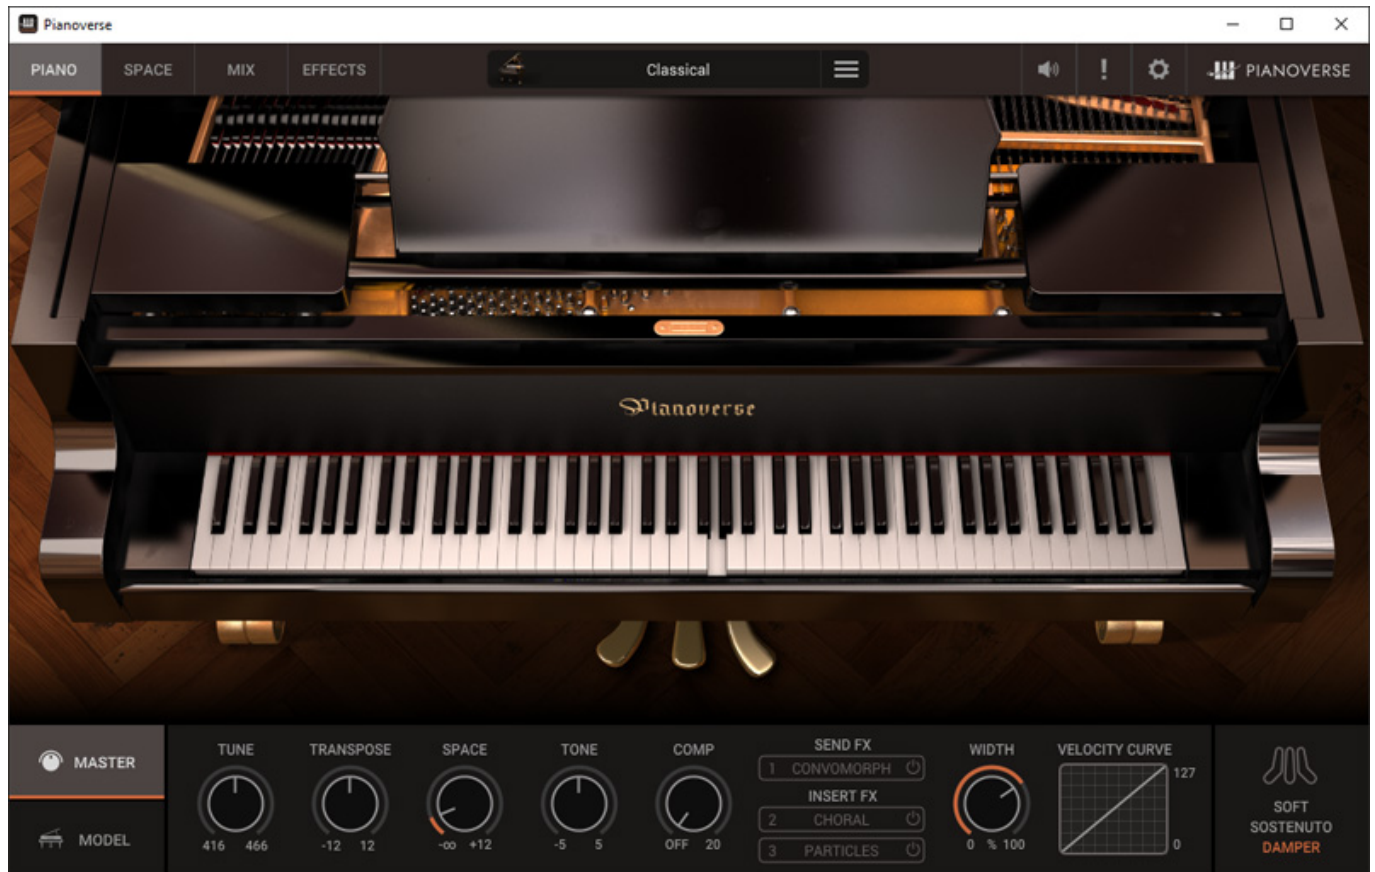 Pianoverse
PIANO SPACE MIX EFFECTS Classical PIANOVERSE
Pianoverse
MASTER
MODEL
TUNE
416 466
TRANSPOSE
-12 12
SPACE
-∞ +12
TONE
-5 5
COMP
OFF 20
SEND FX
1 CONVOMORPH
INSERT FX
2 CHORAL
3 PARTICLES
WIDTH
0 % 100
VELOCITY CURVE
127
0
SOFT
SOSTENUTO
DAMPER